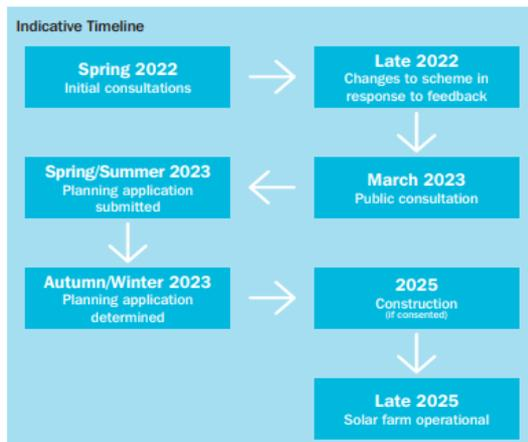 Indicative Timeline
Spring 2022
Initial consultations
Late 2022
Changes to scheme in
response to feedback
March 2023
Public consultation
Spring/Summer 2023
Planning application
submitted
Autumn/Winter 2023
Planning application
determined
2025
Construction
(if consented)
Late 2025
Solar farm operational